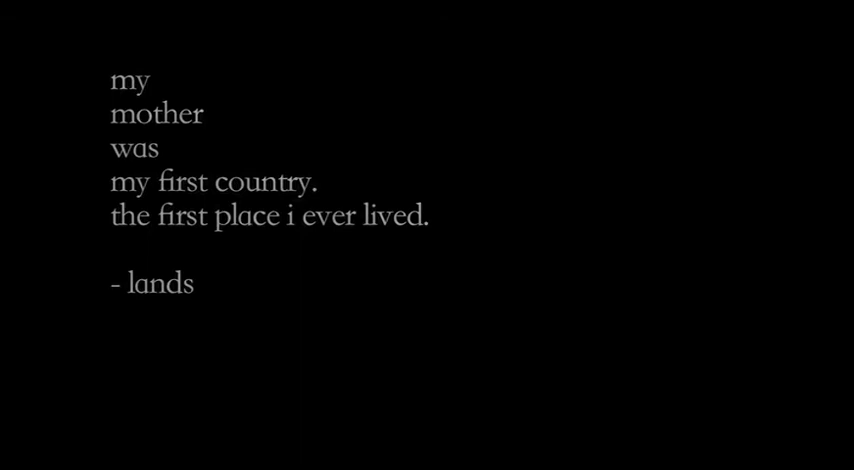 my
mother
was
my first country.
the first place i ever lived.
- lands